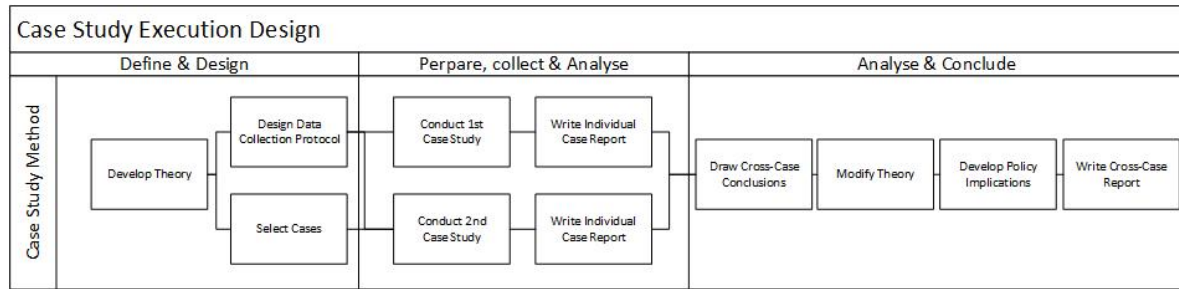 Case Study Execution Design
Define & Design
Perpare, collect & Analyse
Analyse & Conclude
Case Study Method
Develop Theory
Design Data
Collection Protocol
Select Cases
Conduct 1st
Case Study
Write Individual
Case Report
Conduct 2nd
Case Study
Write Individual
Case Report
Draw Cross-Case
Conclusions
Modify Theory
Develop Policy
Implications
Write Cross-Case
Report